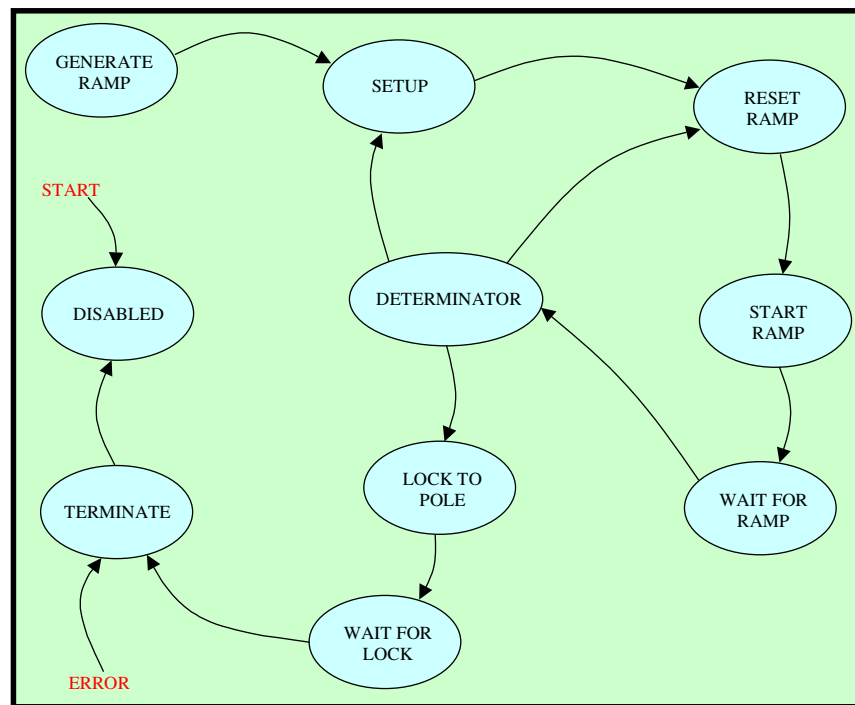 GENERATE
RAMP
SETUP
RESET
RAMP
START
DISABLED
DETERMINATOR
START
RAMP
LOCK TO
POLE
TERMINATE
WAIT FOR
RAMP
WAIT FOR
LOCK
ERROR